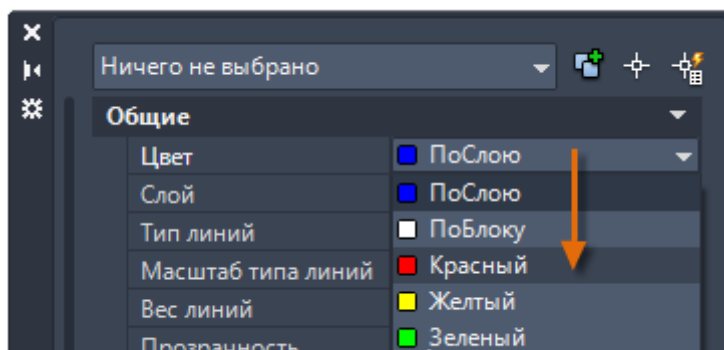 Ничего не выбрано
Общие
Цвет ПоСлою
Слой ПоСлою
Тип линий ПоБлоку
Масштаб типа линий Красный
Вес линий Желтый
Прозрачность Зеленый